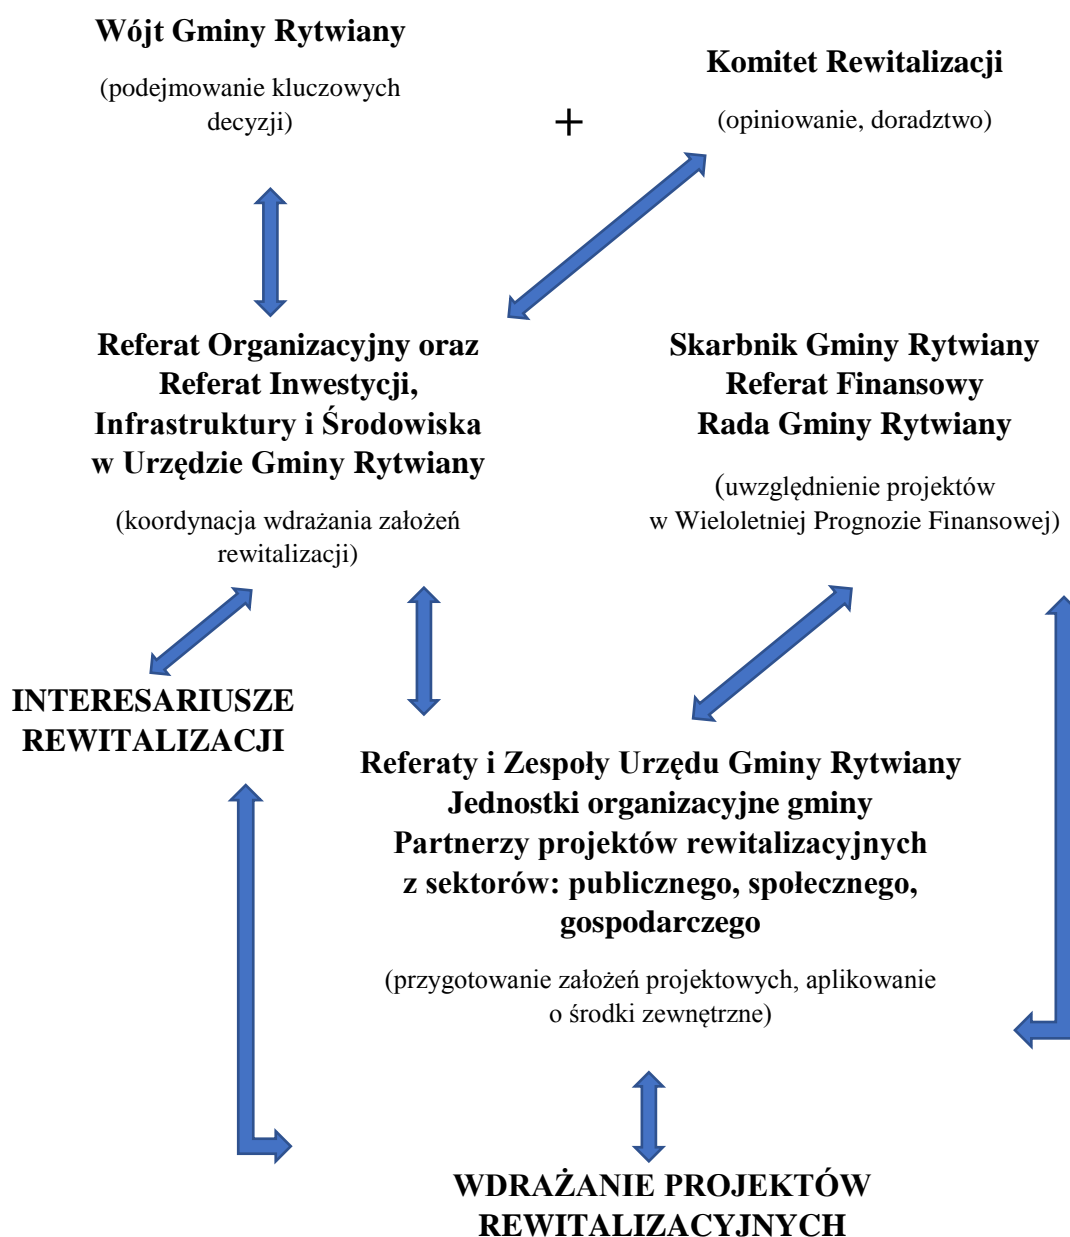 Wójt Gminy Rytwiany
(podejmowanie kluczowych
decyzji)
+
Komitet Rewitalizacji
(opiniowanie, doradztwo)
Referat Organizacyjny oraz
Referat Inwestycji,
Infrastruktury i Środowiska
w Urzędzie Gminy Rytwiany
(koordynacja wdrażania założeń
rewitalizacji)
Skarbnik Gminy Rytwiany
Referat Finansowy
Rada Gminy Rytwiany
(uwzględnienie projektów
w Wieloletniej Prognozie Finansowej)
INTERESARIUSZE
REWITALIZACJI
Referaty i Zespoły Urzędu Gminy Rytwiany
Jednostki organizacyjne gminy
Partnerzy projektów rewitalizacyjnych
z sektorów: publicznego, społecznego,
gospodarczego
(przygotowanie założeń projektowych, aplikowanie
o środki zewnętrzne)
WDRAŻANIE PROJEKTÓW
REWITALIZACYJNYCH